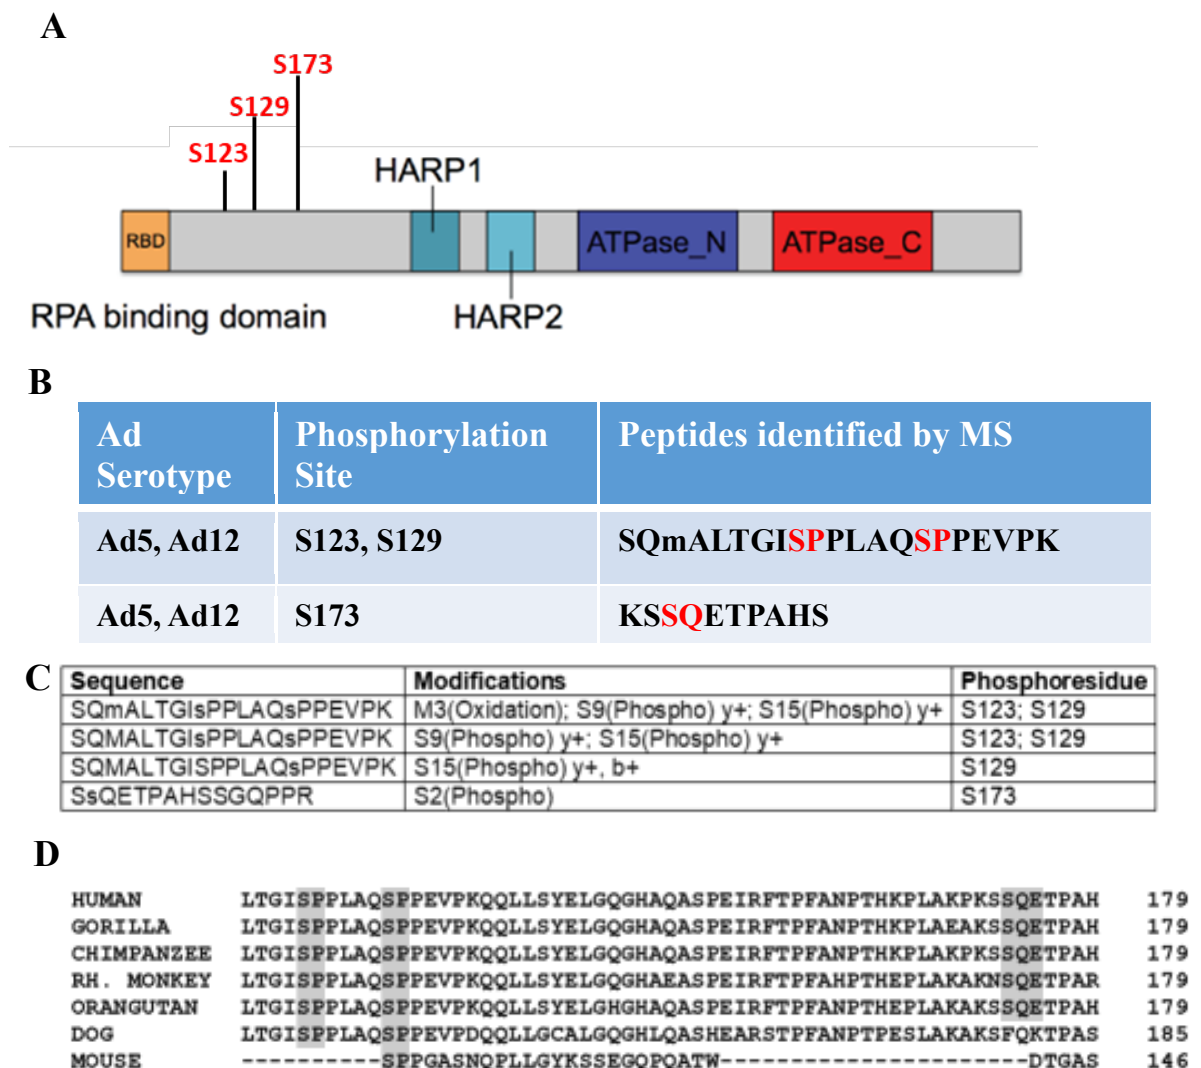 A
S173
S129
S123
HARP1
RBD
ATPase_N
ATPase_C
RPA binding domain
HARP2
B
Ad Serotype Phosphorylation Site Peptides identified by MS
Ad5, Ad12 S123, S129 SQmALTGISPPLAQSPPEVPK
Ad5, Ad12 S173 KSSQETPAHS
C
Sequence Modifications Phosphoresidue
SQmALTGIsPPLAQsPPEVPK M3(Oxidation); S9(Phospho) y+; S15(Phospho) y+ S123; S129
SQMALTGIsPPLAQsPPEVPK S9(Phospho) y+; S15(Phospho) y+ S123; S129
SQMALTGISPPLAQsPPEVPK S15(Phospho) y+, b+ S129
SsQETPAHSSGQPPR S2(Phospho) S173
D
HUMAN LTGISPPLAQSPPEVPKQQLLSYELGQGHAQASPEIRFTPFANPTHKPLAKPKSSQETPAH 179
GORILLA LTGISPPLAQSPPEVPKQQLLSYELGQGHAQASPEIRFTPFANPTHKPLAEAKSSQETPAH 179
CHIMPANZEE LTGISPPLAQSPPEVPKQQLLSYELGQGHAQASPEIRFTPFANPTHKPLAKPKSSQETPAH 179
RH. MONKEY LTGISPPLAQSPPEVPKQQLLSYELGQGHAEASPEIRFTPFAHPTHEPLAKAKNSQETPAR 179
ORANGUTAN LTGISPPLAQSPPEVPKQQLLSYELGHGHAQASPEIRFTPFANPTHEPLAKAKSSQETPAH 179
DOG LTGISPPLAQSPPEVPDQQLLGCALGQGHLQASHEARSTPFANPTPESLAKAKSFQKTPAS 185
MOUSE ----------SPPGASNQPLLGYKSSEGQPQATW----------------------DTGAS 146